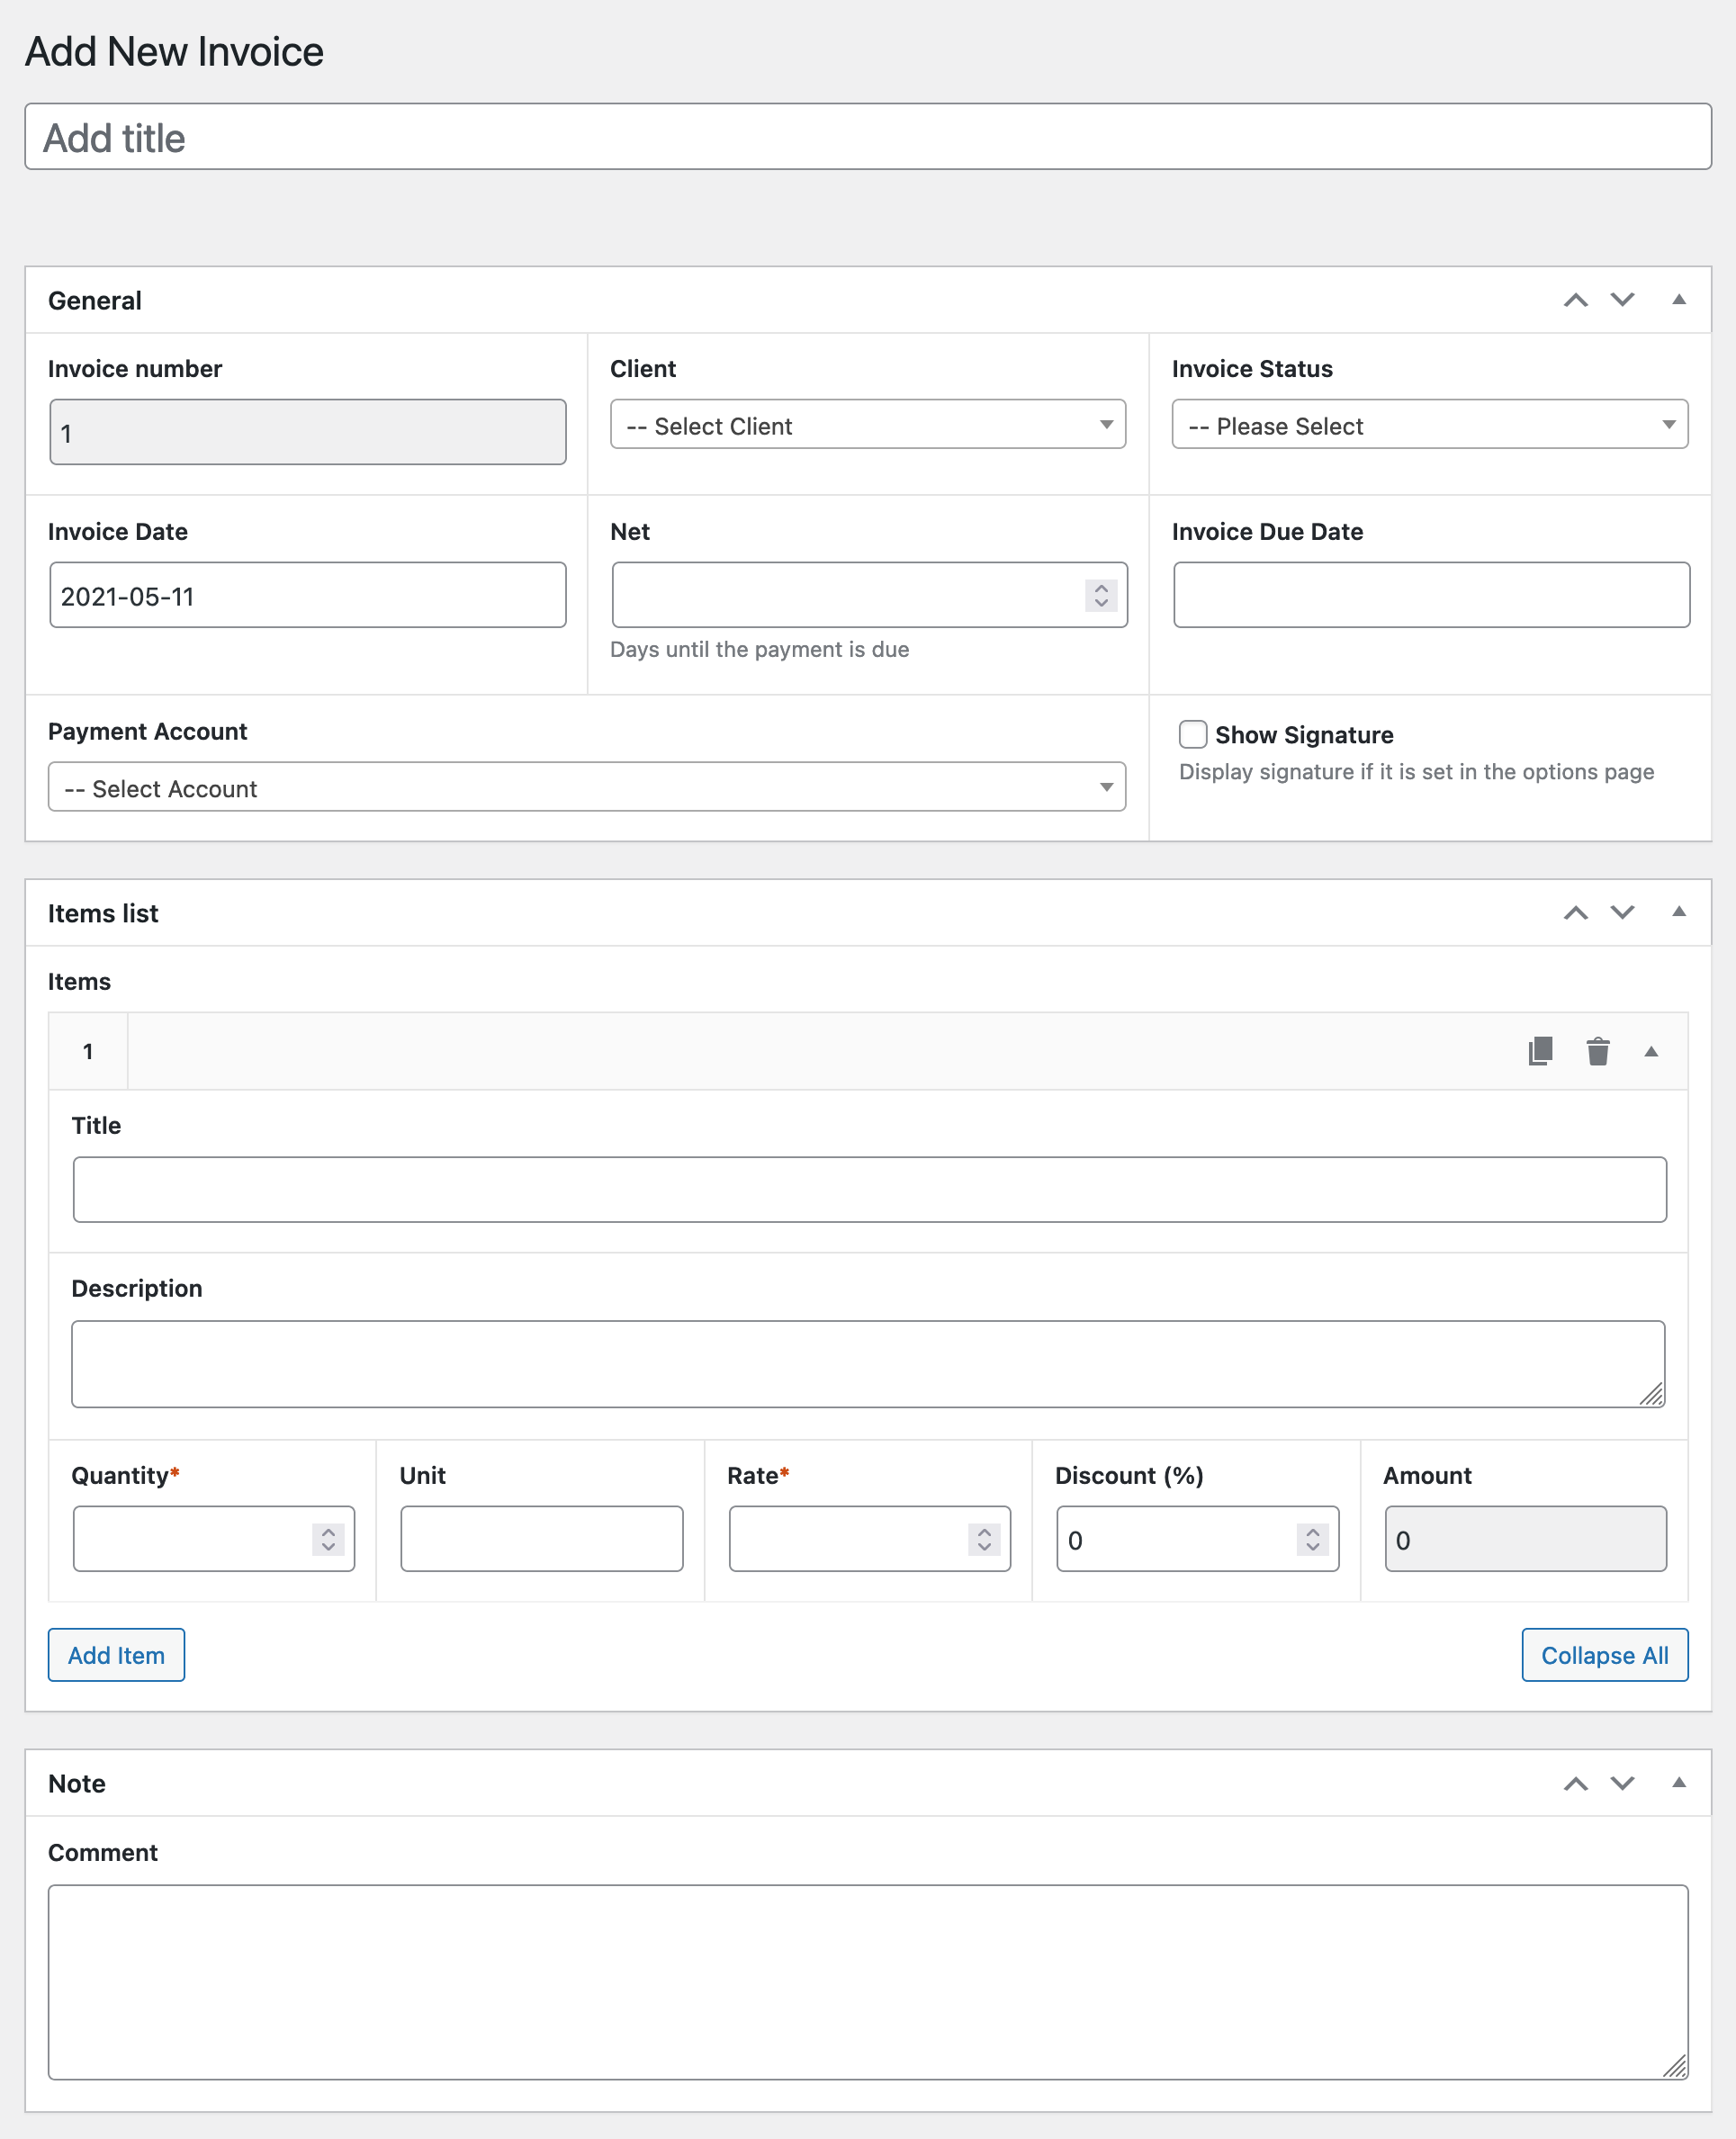 Add New Invoice
Add title
General
Invoice number
Client
Invoice Status
1
-- Select Client
-- Please Select
Invoice Date
Net
Invoice Due Date
2021-05-11
Days until the payment is due
Payment Account
Show Signature
-- Select Account
Display signature if it is set in the options page
Items list
Items
1
Title
Description
Quantity*
Unit
Rate*
Discount (%)
Amount
0
0
Add Item
Collapse All
Note
Comment